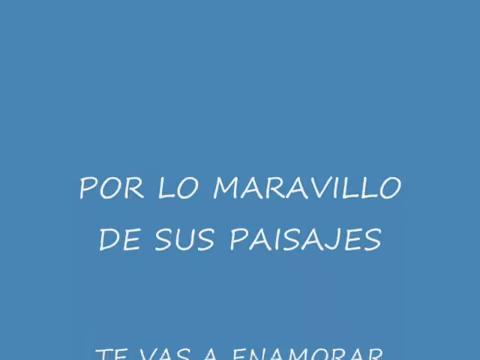 POR LO MARAVILLO
DE SUS PAISAJES
TE VAS A ENAMORAR